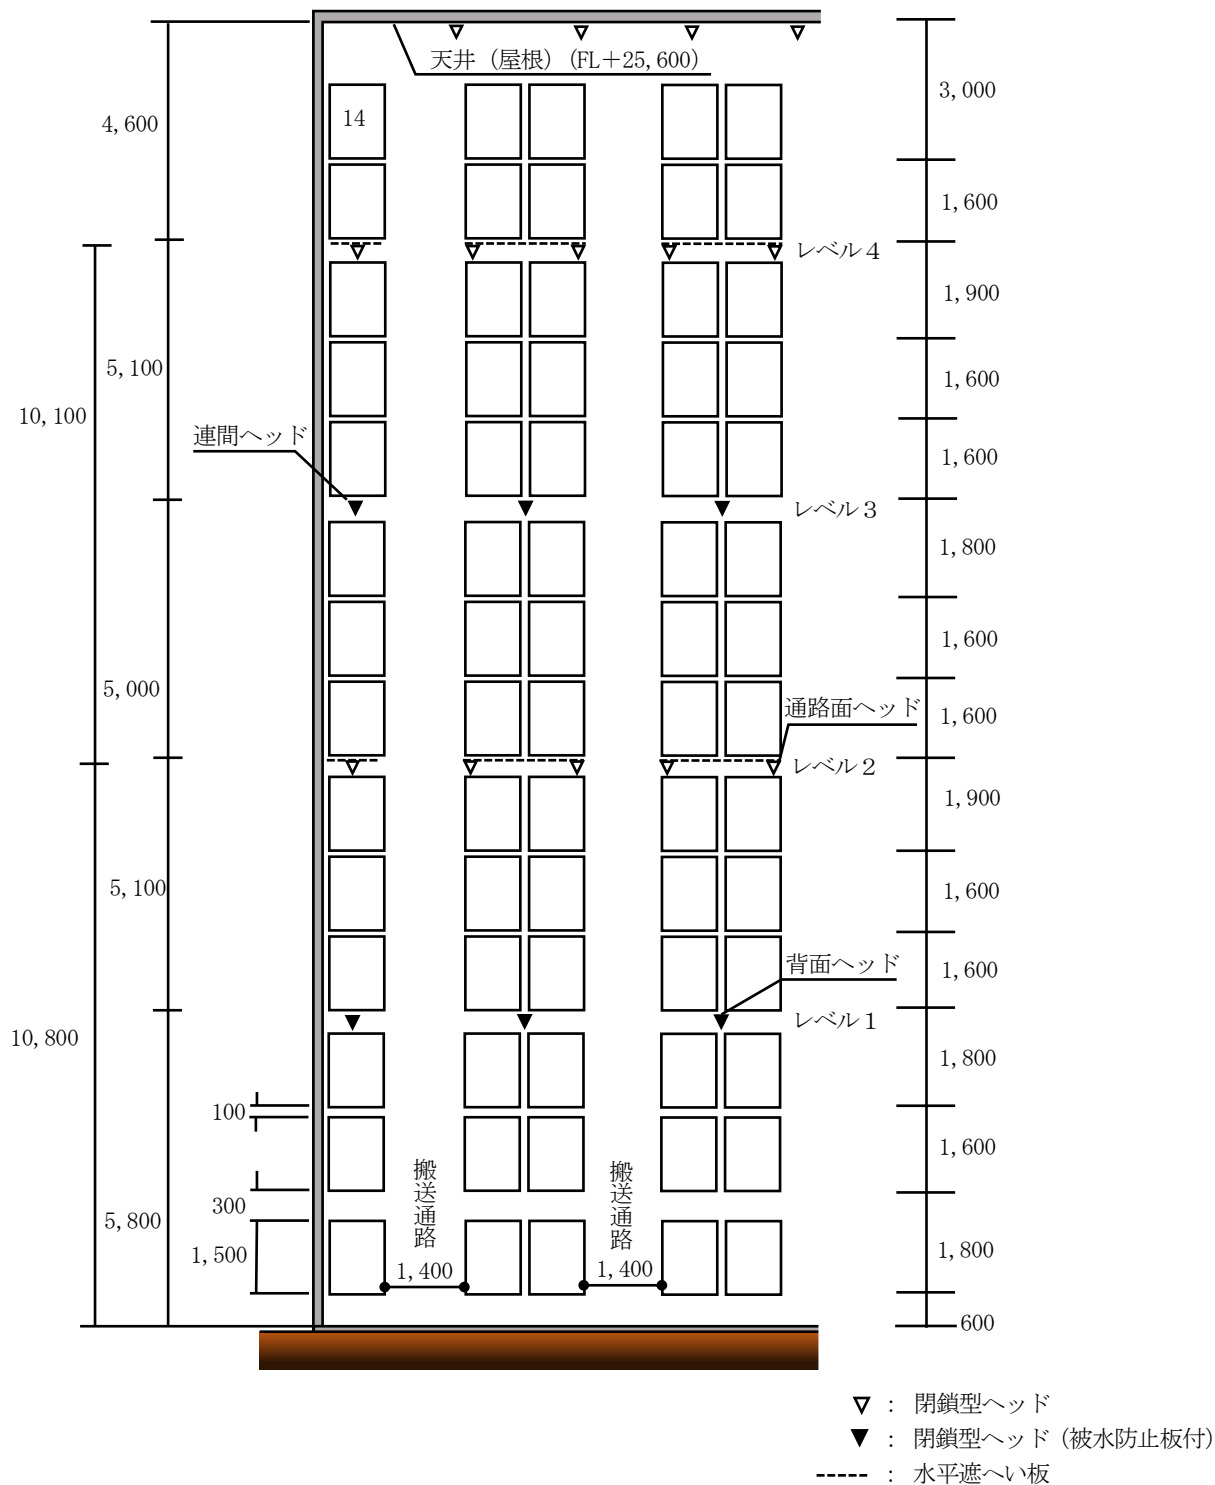 天井（屋根）（FL＋25,600）
3,000
14
4,600
1,600
レベル４
1,900
5,100
1,600
10,100
連間ヘッド
1,600
レベル３
1,800
1,600
5,000
通路面ヘッド
1,600
レベル２
1,900
5,100
1,600
背面ヘッド
1,600
レベル１
10,800
1,800
100
1,600
搬送通路
搬送通路
300
5,800
1,500
1,800
1,400
1,400
600
： 閉鎖型ヘッド
： 閉鎖型ヘッド（被水防止板付）
： 水平遮へい板